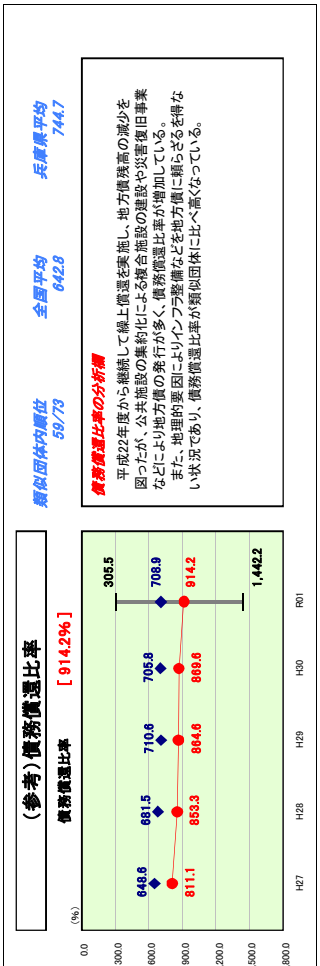 (参考)債務償還比率
債務償還比率 [ 914.2% ]
類似団体内順位
59/73
全国平均
642.8
兵庫県平均
744.7
(%)
0.0
300.0
600.0
900.0
1,200.0
1,500.0
305.5
648.6
681.5
710.6
705.8
708.9
811.1
853.3
864.6
869.6
914.2
1,442.2
H27
H28
H29
H30
R01
債務償還比率の分析欄
平成22年度から継続して繰上償還を実施し、地方債残高の減少を
図ったが、公共施設の集約化による複合施設の建設や災害復旧事業
などにより地方債の発行が多く、債務償還比率が増加している。
また、地理的要因によりインフラ整備などを地方債に頼らざるを得な
い状況であり、債務償還比率が類似団体に比べ高くなっている。